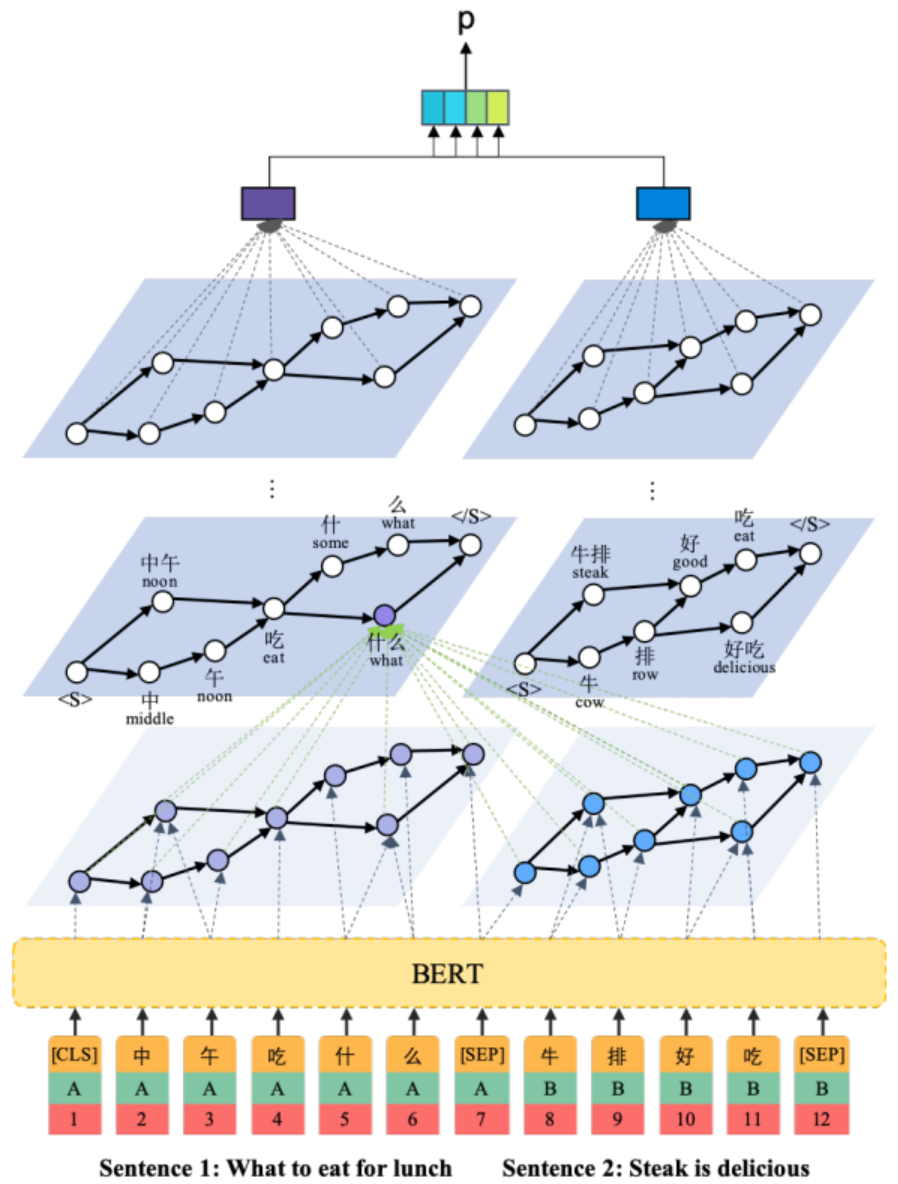 p
⋮
⋮
<S>
中午
noon
中
middle
午
noon
吃
eat
什
some
么
what
什么
what
</S>
<S>
牛排
steak
牛
cow
排
row
好
good
吃
eat
好吃
delicious
</S>
BERT
[CLS] 中 午 吃 什 么 [SEP] 牛 排 好 吃 [SEP]
A A A A A A A B B B B B
1 2 3 4 5 6 7 8 9 10 11 12
Sentence 1: What to eat for lunch
Sentence 2: Steak is delicious